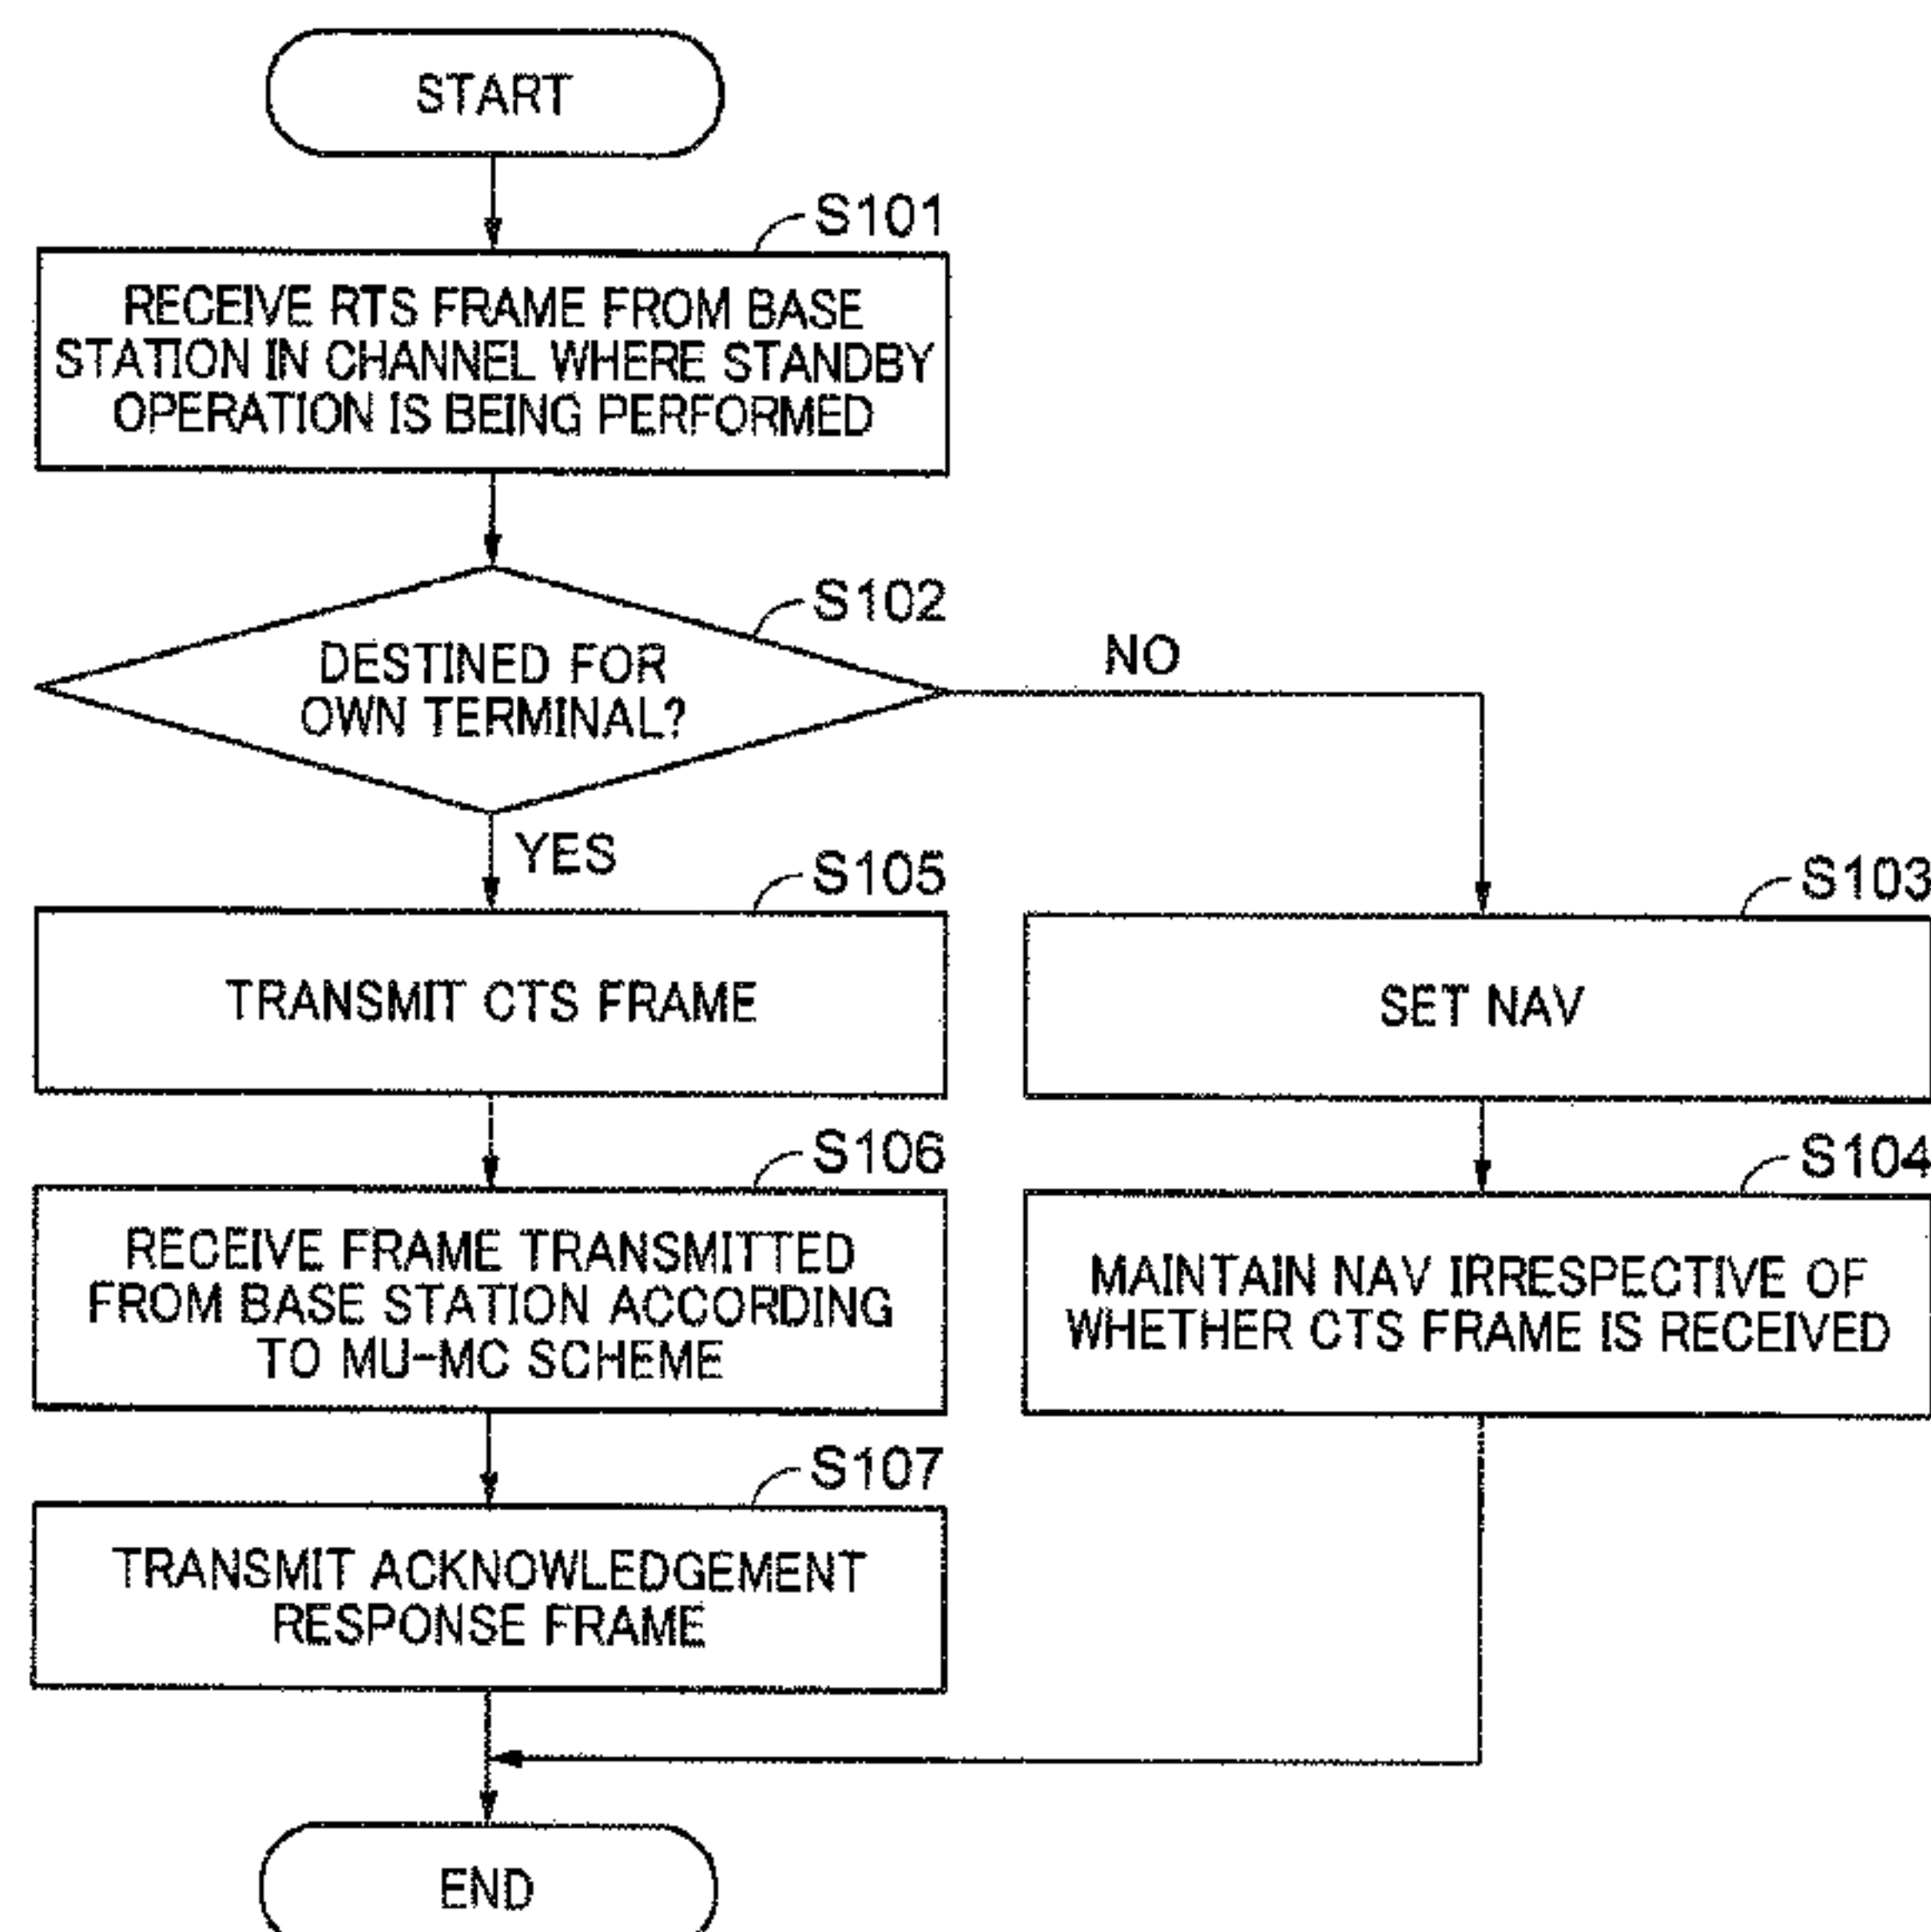 START
S101
RECEIVE RTS FRAME FROM BASE
STATION IN CHANNEL WHERE STANDBY
OPERATION IS BEING PERFORMED
S102
DESTINED FOR
OWN TERMINAL?
NO
YES
S105
TRANSMIT CTS FRAME
S103
SET NAV
S106
RECEIVE FRAME TRANSMITTED
FROM BASE STATION ACCORDING
TO MU-MC SCHEME
S104
MAINTAIN NAV IRRESPECTIVE OF
WHETHER CTS FRAME IS RECEIVED
S107
TRANSMIT ACKNOWLEDGEMENT
RESPONSE FRAME
END